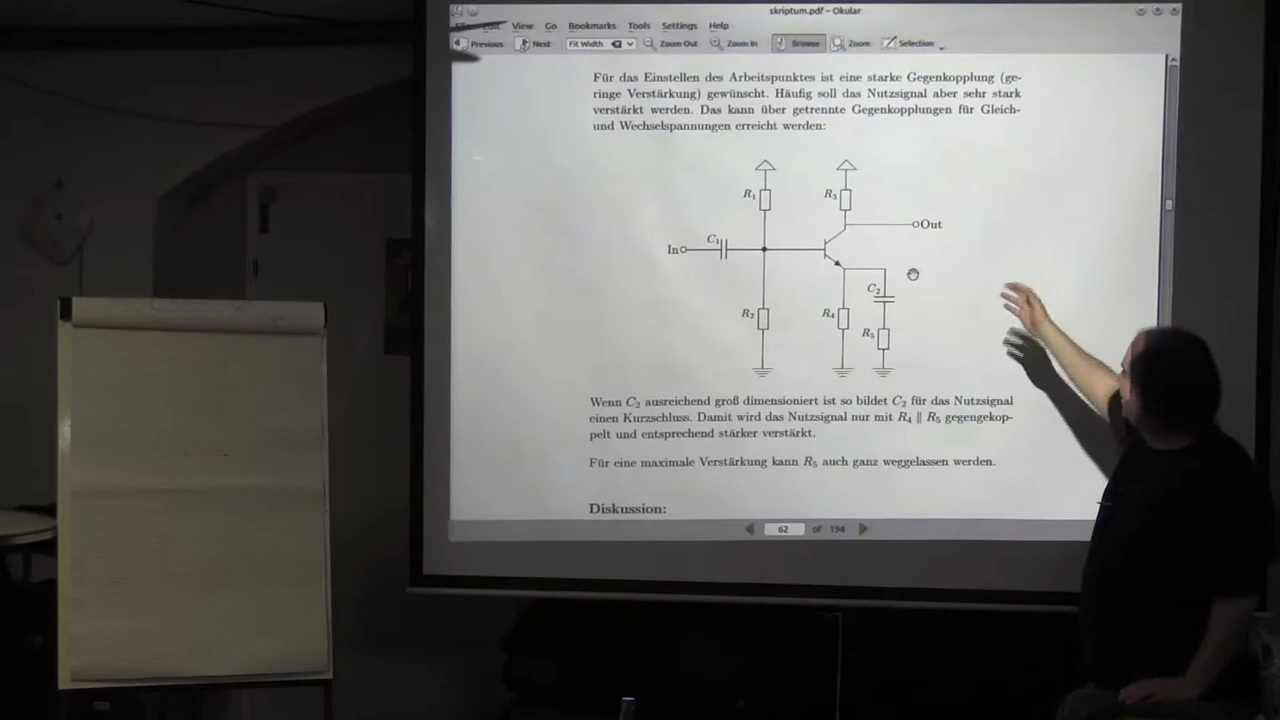 skriptum.pdf – Okular
Edit View Go Bookmarks Tools Settings Help
Previous Next Fit Width Zoom Out Zoom In Browse Zoom Selection
Für das Einstellen des Arbeitspunktes ist eine starke Gegenkopplung (ge-
ringe Verstärkung) gewünscht. Häufig soll das Nutzsignal aber sehr stark
verstärkt werden. Das kann über getrennte Gegenkopplungen für Gleich-
und Wechselspannungen erreicht werden:
R₁ R₃
Out
In C₁
C₂
R₂ R₄
R₅
Wenn C₂ ausreichend groß dimensioniert ist so bildet C₂ für das Nutzsignal
einen Kurzschluss. Damit wird das Nutzsignal nur mit R₄ ∥ R₅ gegengekop-
pelt und entsprechend stärker verstärkt.
Für eine maximale Verstärkung kann R₅ auch ganz weggelassen werden.
Diskussion:
62 of 194